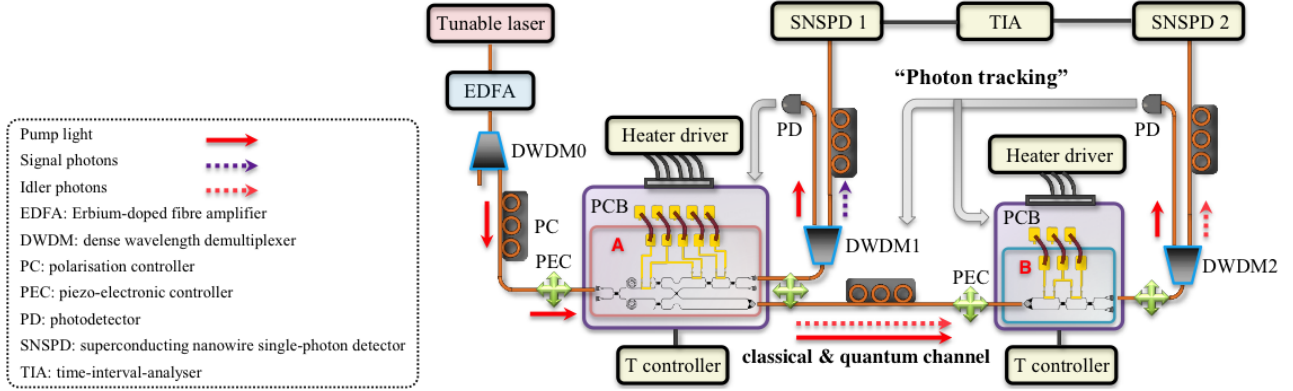 Tunable laser
SNSPD 1
TIA
SNSPD 2
EDFA
"Photon tracking"
PD
PD
DWDM0
Heater driver
Heater driver
Pump light
Signal photons
Idler photons
EDFA: Erbium-doped fibre amplifier
DWDM: dense wavelength demultiplexer
PC: polarisation controller
PEC: piezo-electronic controller
PD: photodetector
SNSPD: superconducting nanowire single-photon detector
TIA: time-interval-analyser
PC
PCB
A
DWDM1
PCB
B
DWDM2
PEC
PEC
classical & quantum channel
T controller
T controller